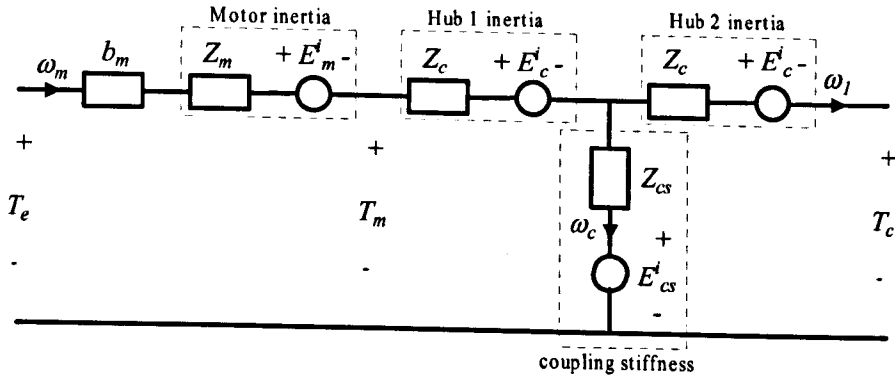 Motor inertia
Hub 1 inertia
Hub 2 inertia
ω_m
b_m
Z_m
+ E^i_m -
Z_c
+ E^i_c -
Z_c
+ E^i_c -
ω_1
+
T_e
-
+
T_m
-
Z_cs
ω_c
+
E^i_cs
-
+
T_c
-
coupling stiffness